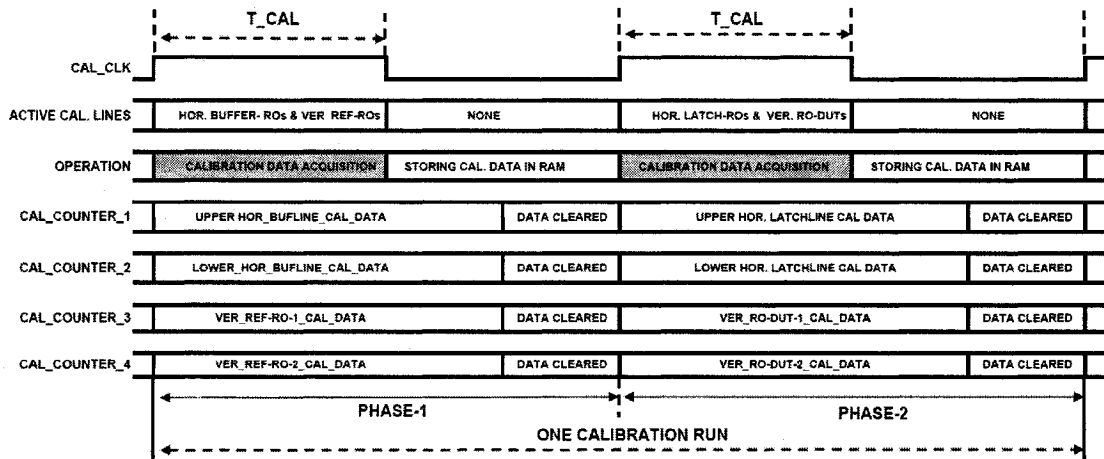 T_CAL T_CAL
CAL_CLK
ACTIVE CAL. LINES HOR. BUFFER- ROs & VER REF-ROs NONE HOR. LATCH-ROs & VER. RO-DUTs NONE
OPERATION CALIBRATION DATA ACQUISITION STORING CAL. DATA IN RAM CALIBRATION DATA ACQUISITION STORING CAL. DATA IN RAM
CAL_COUNTER_1 UPPER HOR_BUFLINE_CAL_DATA DATA CLEARED UPPER HOR. LATCHLINE CAL DATA DATA CLEARED
CAL_COUNTER_2 LOWER_HOR_BUFLINE_CAL_DATA DATA CLEARED LOWER HOR. LATCHLINE CAL DATA DATA CLEARED
CAL_COUNTER_3 VER_REF-RO-1_CAL_DATA DATA CLEARED VER_RO-DUT-1_CAL_DATA DATA CLEARED
CAL_COUNTER_4 VER_REF-RO-2_CAL_DATA DATA CLEARED VER_RO-DUT-2_CAL_DATA DATA CLEARED
PHASE-1 PHASE-2
ONE CALIBRATION RUN